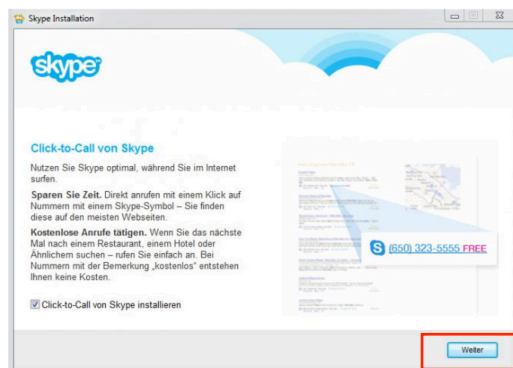 Skype Installation
skype
Click-to-Call von Skype
Nutzen Sie Skype optimal, während Sie im Internet
surfen.
Sparen Sie Zeit. Direkt anrufen mit einem Klick auf
Nummern mit einem Skype-Symbol – Sie finden
diese auf den meisten Webseiten.
Kostenlose Anrufe tätigen. Wenn Sie das nächste
Mal nach einem Restaurant, einem Hotel oder
Ähnlichem suchen – rufen Sie einfach an. Bei
Nummern mit der Bemerkung „kostenlos" entstehen
Ihnen keine Kosten.
(650) 323-5555 FREE
Click-to-Call von Skype installieren
Weiter